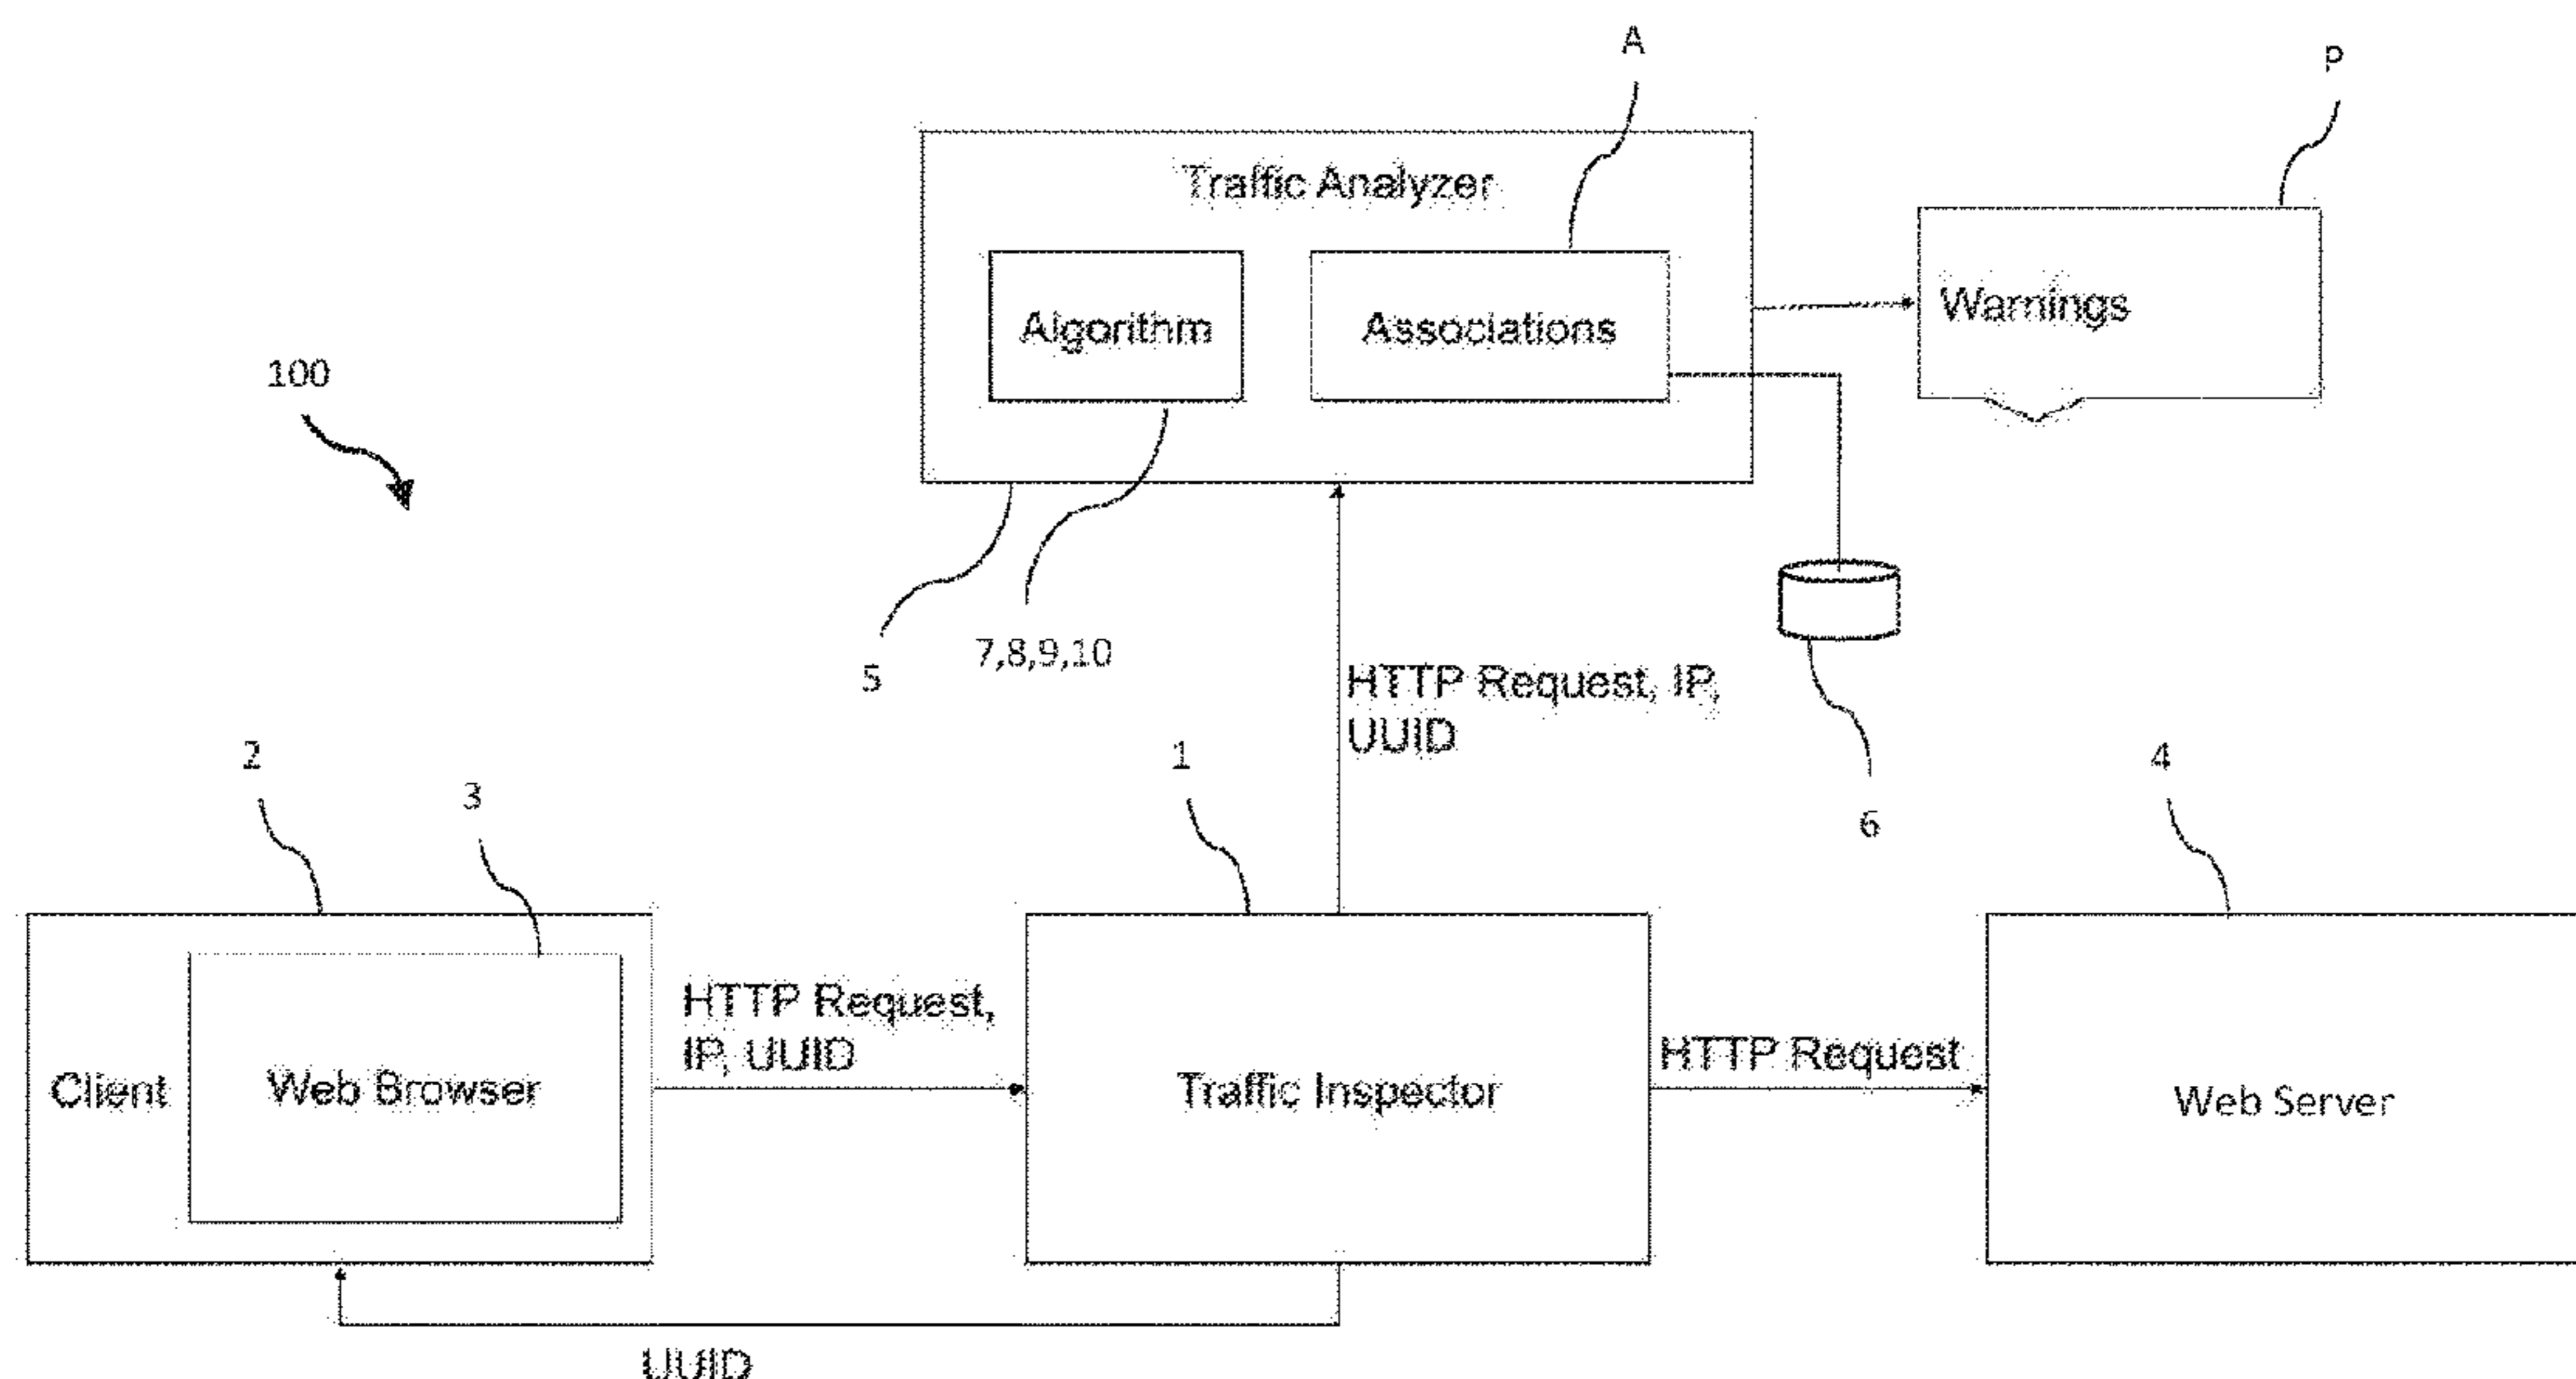 A
P
Traffic Analyzer
Algorithm
Associations
Warnings
100
5
7,8,9,10
HTTP Request, IP,
UUID
6
2
3
1
4
Client
Web Browser
HTTP Request,
IP, UUID
Traffic Inspector
HTTP Request
Web Server
UUID